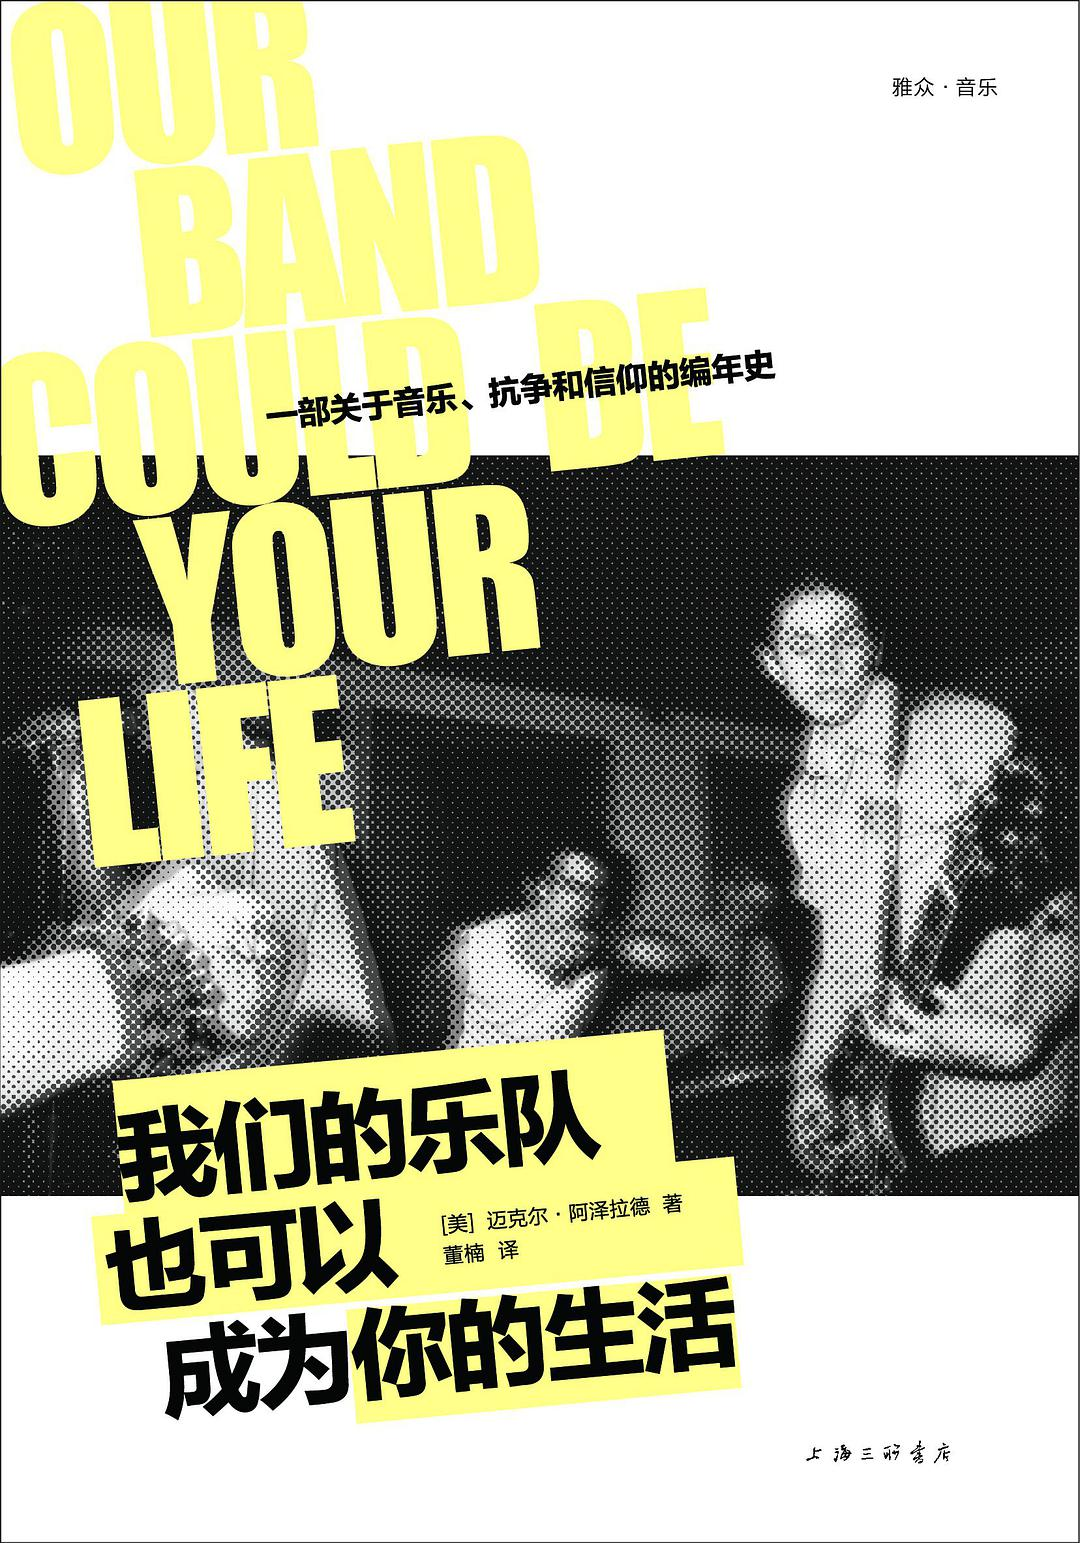 OUR
BAND
COULD BE
YOUR
LIFE
雅众·音乐
一部关于音乐、抗争和信仰的编年史
我们的乐队
也可以
[美] 迈克尔·阿泽拉德 著
董楠 译
成为你的生活
上海三联书店